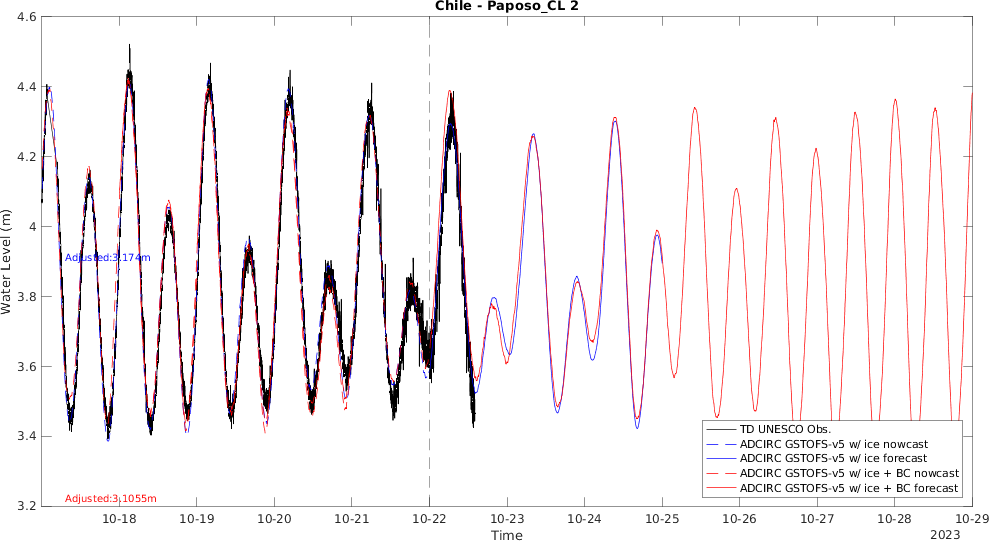 Chile - Paposo_CL 2
4.6
4.4
4.2
4
3.8
3.6
3.4
3.2
Water Level (m)
Adjusted:3.174m
Adjusted:3.1055m
TD UNESCO Obs.
ADCIRC GSTOFS-v5 w/ ice nowcast
ADCIRC GSTOFS-v5 w/ ice forecast
ADCIRC GSTOFS-v5 w/ ice + BC nowcast
ADCIRC GSTOFS-v5 w/ ice + BC forecast
10-18 10-19 10-20 10-21 10-22 10-23 10-24 10-25 10-26 10-27 10-28 10-29
Time
2023